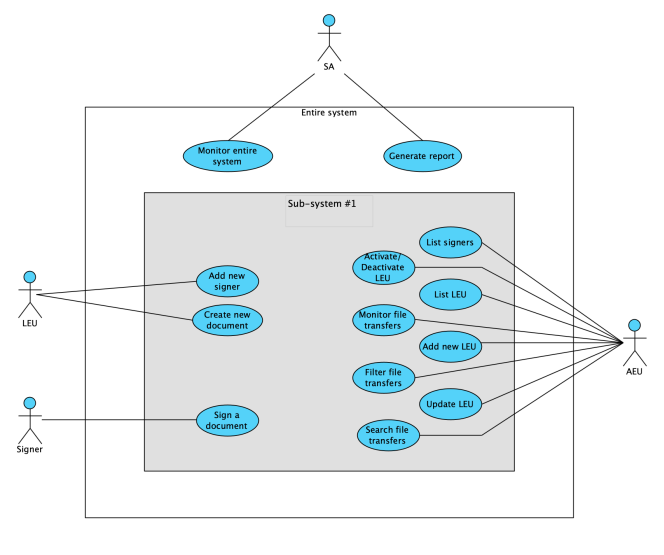 SA
Entire system
Monitor entire
system
Generate report
Sub-system #1
List signers
Activate/
Deactivate
LEU
Add new
signer
List LEU
LEU
Create new
document
Monitor file
transfers
Add new LEU
AEU
Filter file
transfers
Update LEU
Sign a
document
Search file
transfers
Signer